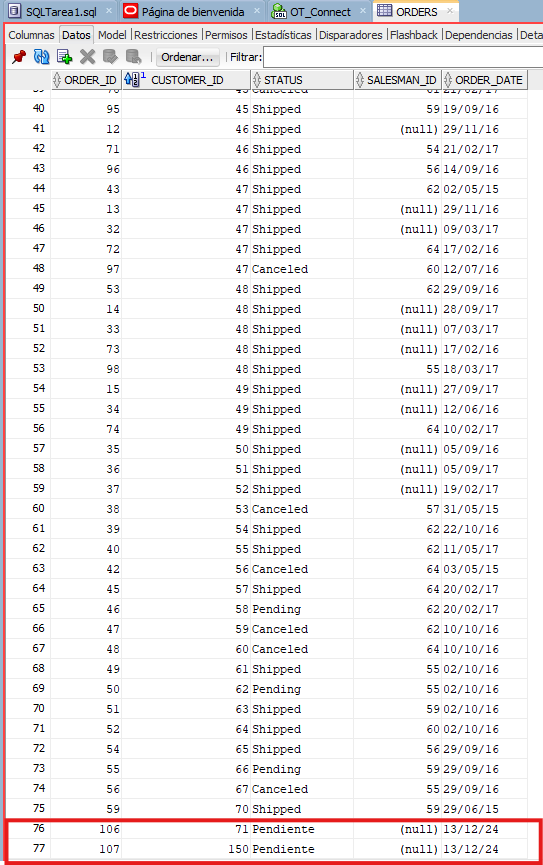 SQLTarea1.sql × Página de bienvenida × OT_Connect × ORDERS ×
Columnas Datos Model Restricciones Permisos Estadísticas Disparadores Flashback Dependencias Deta
Ordenar... Filtrar:
ORDER_ID CUSTOMER_ID STATUS SALESMAN_ID ORDER_DATE
40 95 45 Shipped 59 19/09/16
41 12 46 Shipped (null) 29/11/16
42 71 46 Shipped 54 21/02/17
43 96 46 Shipped 56 14/09/16
44 43 47 Shipped 62 02/05/15
45 13 47 Shipped (null) 29/11/16
46 32 47 Shipped (null) 09/03/17
47 72 47 Shipped 64 17/02/16
48 97 47 Canceled 60 12/07/16
49 53 48 Shipped 62 29/09/16
50 14 48 Shipped (null) 28/09/17
51 33 48 Shipped (null) 07/03/17
52 73 48 Shipped (null) 17/02/16
53 98 48 Shipped 55 18/03/17
54 15 49 Shipped (null) 27/09/17
55 34 49 Shipped (null) 12/06/16
56 74 49 Shipped 64 10/02/17
57 35 50 Shipped (null) 05/09/16
58 36 51 Shipped (null) 05/09/17
59 37 52 Shipped (null) 19/02/17
60 38 53 Canceled 57 31/05/15
61 39 54 Shipped 62 22/10/16
62 40 55 Shipped 62 11/05/17
63 42 56 Canceled 64 03/05/15
64 45 57 Shipped 64 20/02/17
65 46 58 Pending 62 20/02/17
66 47 59 Canceled 62 10/10/16
67 48 60 Canceled 64 10/10/16
68 49 61 Shipped 55 02/10/16
69 50 62 Pending 55 02/10/16
70 51 63 Shipped 59 02/10/16
71 52 64 Shipped 60 02/10/16
72 54 65 Shipped 56 29/09/16
73 55 66 Pending 59 29/09/16
74 56 67 Canceled 55 29/09/16
75 59 70 Shipped 59 29/06/15
76 106 71 Pendiente (null) 13/12/24
77 107 150 Pendiente (null) 13/12/24